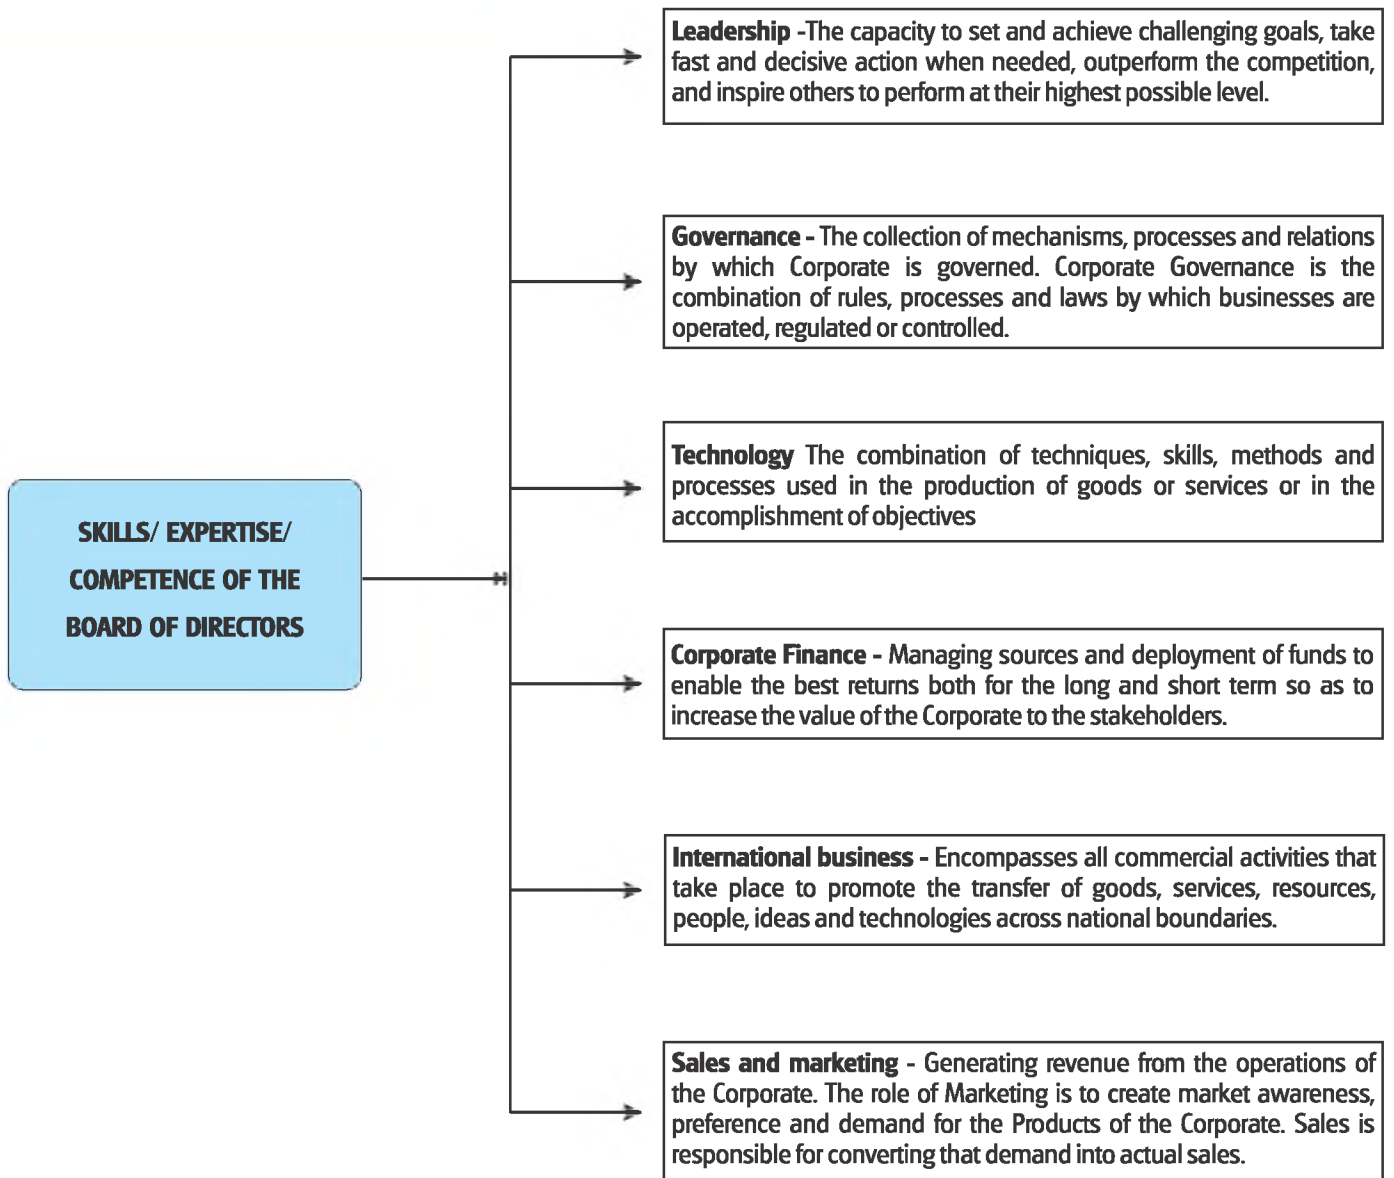 Leadership -The capacity to set and achieve challenging goals, take
fast and decisive action when needed, outperform the competition,
and inspire others to perform at their highest possible level.
Governance - The collection of mechanisms, processes and relations
by which Corporate is governed. Corporate Governance is the
combination of rules, processes and laws by which businesses are
operated, regulated or controlled.
Technology The combination of techniques, skills, methods and
processes used in the production of goods or services or in the
accomplishment of objectives
SKILLS/ EXPERTISE/
COMPETENCE OF THE
BOARD OF DIRECTORS
Corporate Finance - Managing sources and deployment of funds to
enable the best returns both for the long and short term so as to
increase the value of the Corporate to the stakeholders.
International business - Encompasses all commercial activities that
take place to promote the transfer of goods, services, resources,
people, ideas and technologies across national boundaries.
Sales and marketing - Generating revenue from the operations of
the Corporate. The role of Marketing is to create market awareness,
preference and demand for the Products of the Corporate. Sales is
responsible for converting that demand into actual sales.